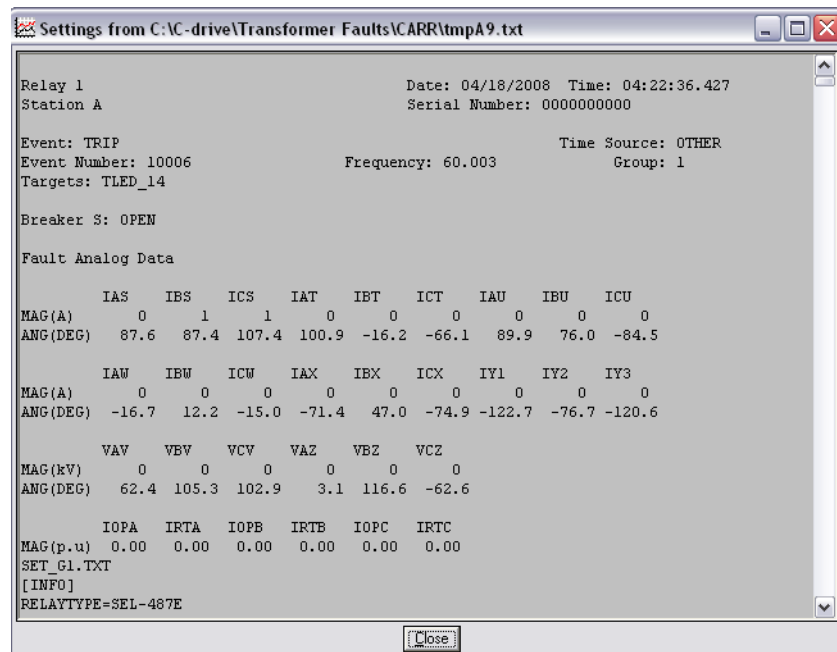 Settings from C:\C-drive\Transformer Faults\CARR\tmpA9.txt
Relay 1 Date: 04/18/2008 Time: 04:22:36.427
Station A Serial Number: 0000000000
Event: TRIP Time Source: OTHER
Event Number: 10006 Frequency: 60.003 Group: 1
Targets: TLED_14
Breaker S: OPEN
Fault Analog Data
IAS IBS ICS IAT IBT ICT IAU IBU ICU
MAG(A) 0 1 1 0 0 0 0 0 0
ANG(DEG) 87.6 87.4 107.4 100.9 -16.2 -66.1 89.9 76.0 -84.5
IAW IBW ICW IAX IBX ICX IY1 IY2 IY3
MAG(A) 0 0 0 0 0 0 0 0 0
ANG(DEG) -16.7 12.2 -15.0 -71.4 47.0 -74.9 -122.7 -76.7 -120.6
VAV VBV VCV VAZ VBZ VCZ
MAG(kV) 0 0 0 0 0 0
ANG(DEG) 62.4 105.3 102.9 3.1 116.6 -62.6
IOPA IRTA IOPB IRTB IOPC IRTC
MAG(p.u) 0.00 0.00 0.00 0.00 0.00 0.00
SET_G1.TXT
[INFO]
RELAYTYPE=SEL-487E
Close